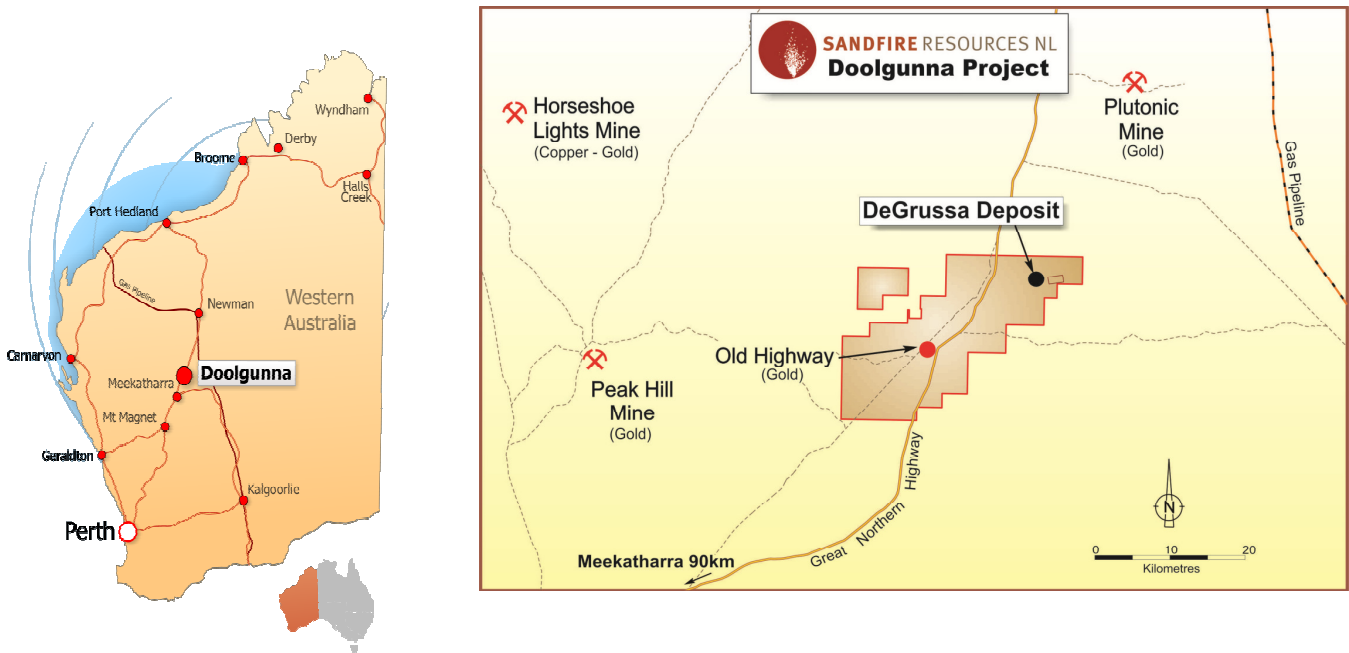 Wyndham
Derby
Broome
Halls
Creek
Port Hedland
Gas Pipeline
Newman
Western
Australia
Carnarvon
Doolgunna
Meekatharra
Mt Magnet
Geraldton
Kalgoorlie
Perth
SANDFIRE RESOURCES NL
Doolgunna Project
Horseshoe
Lights Mine
(Copper - Gold)
Plutonic
Mine
(Gold)
Gas Pipeline
DeGrussa Deposit
Old Highway
(Gold)
Peak Hill
Mine
(Gold)
Great Northern Highway
Meekatharra 90km
N
0 10 20
Kilometres